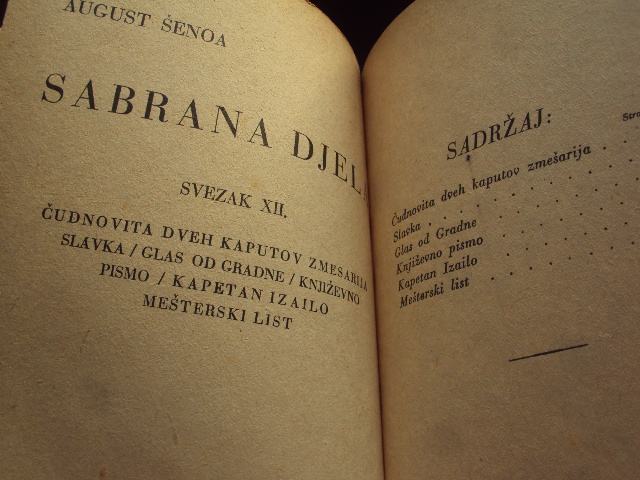 AUGUST ŠENOA
SABRANA DJELA
SVEZAK XII.
ČUDNOVITA DVEH KAPUTOV ZMESARIJA
SLAVKA / GLAS OD GRADNE / KNJIŽEVNO
PISMO / KAPETAN IZAILO
MEŠTERSKI LIST
SADRŽAJ:
Čudnovita dveh kaputov zmešarija
Slavka
Glas od Gradne
Književno pismo
Kapetan Izailo
Mešterski list